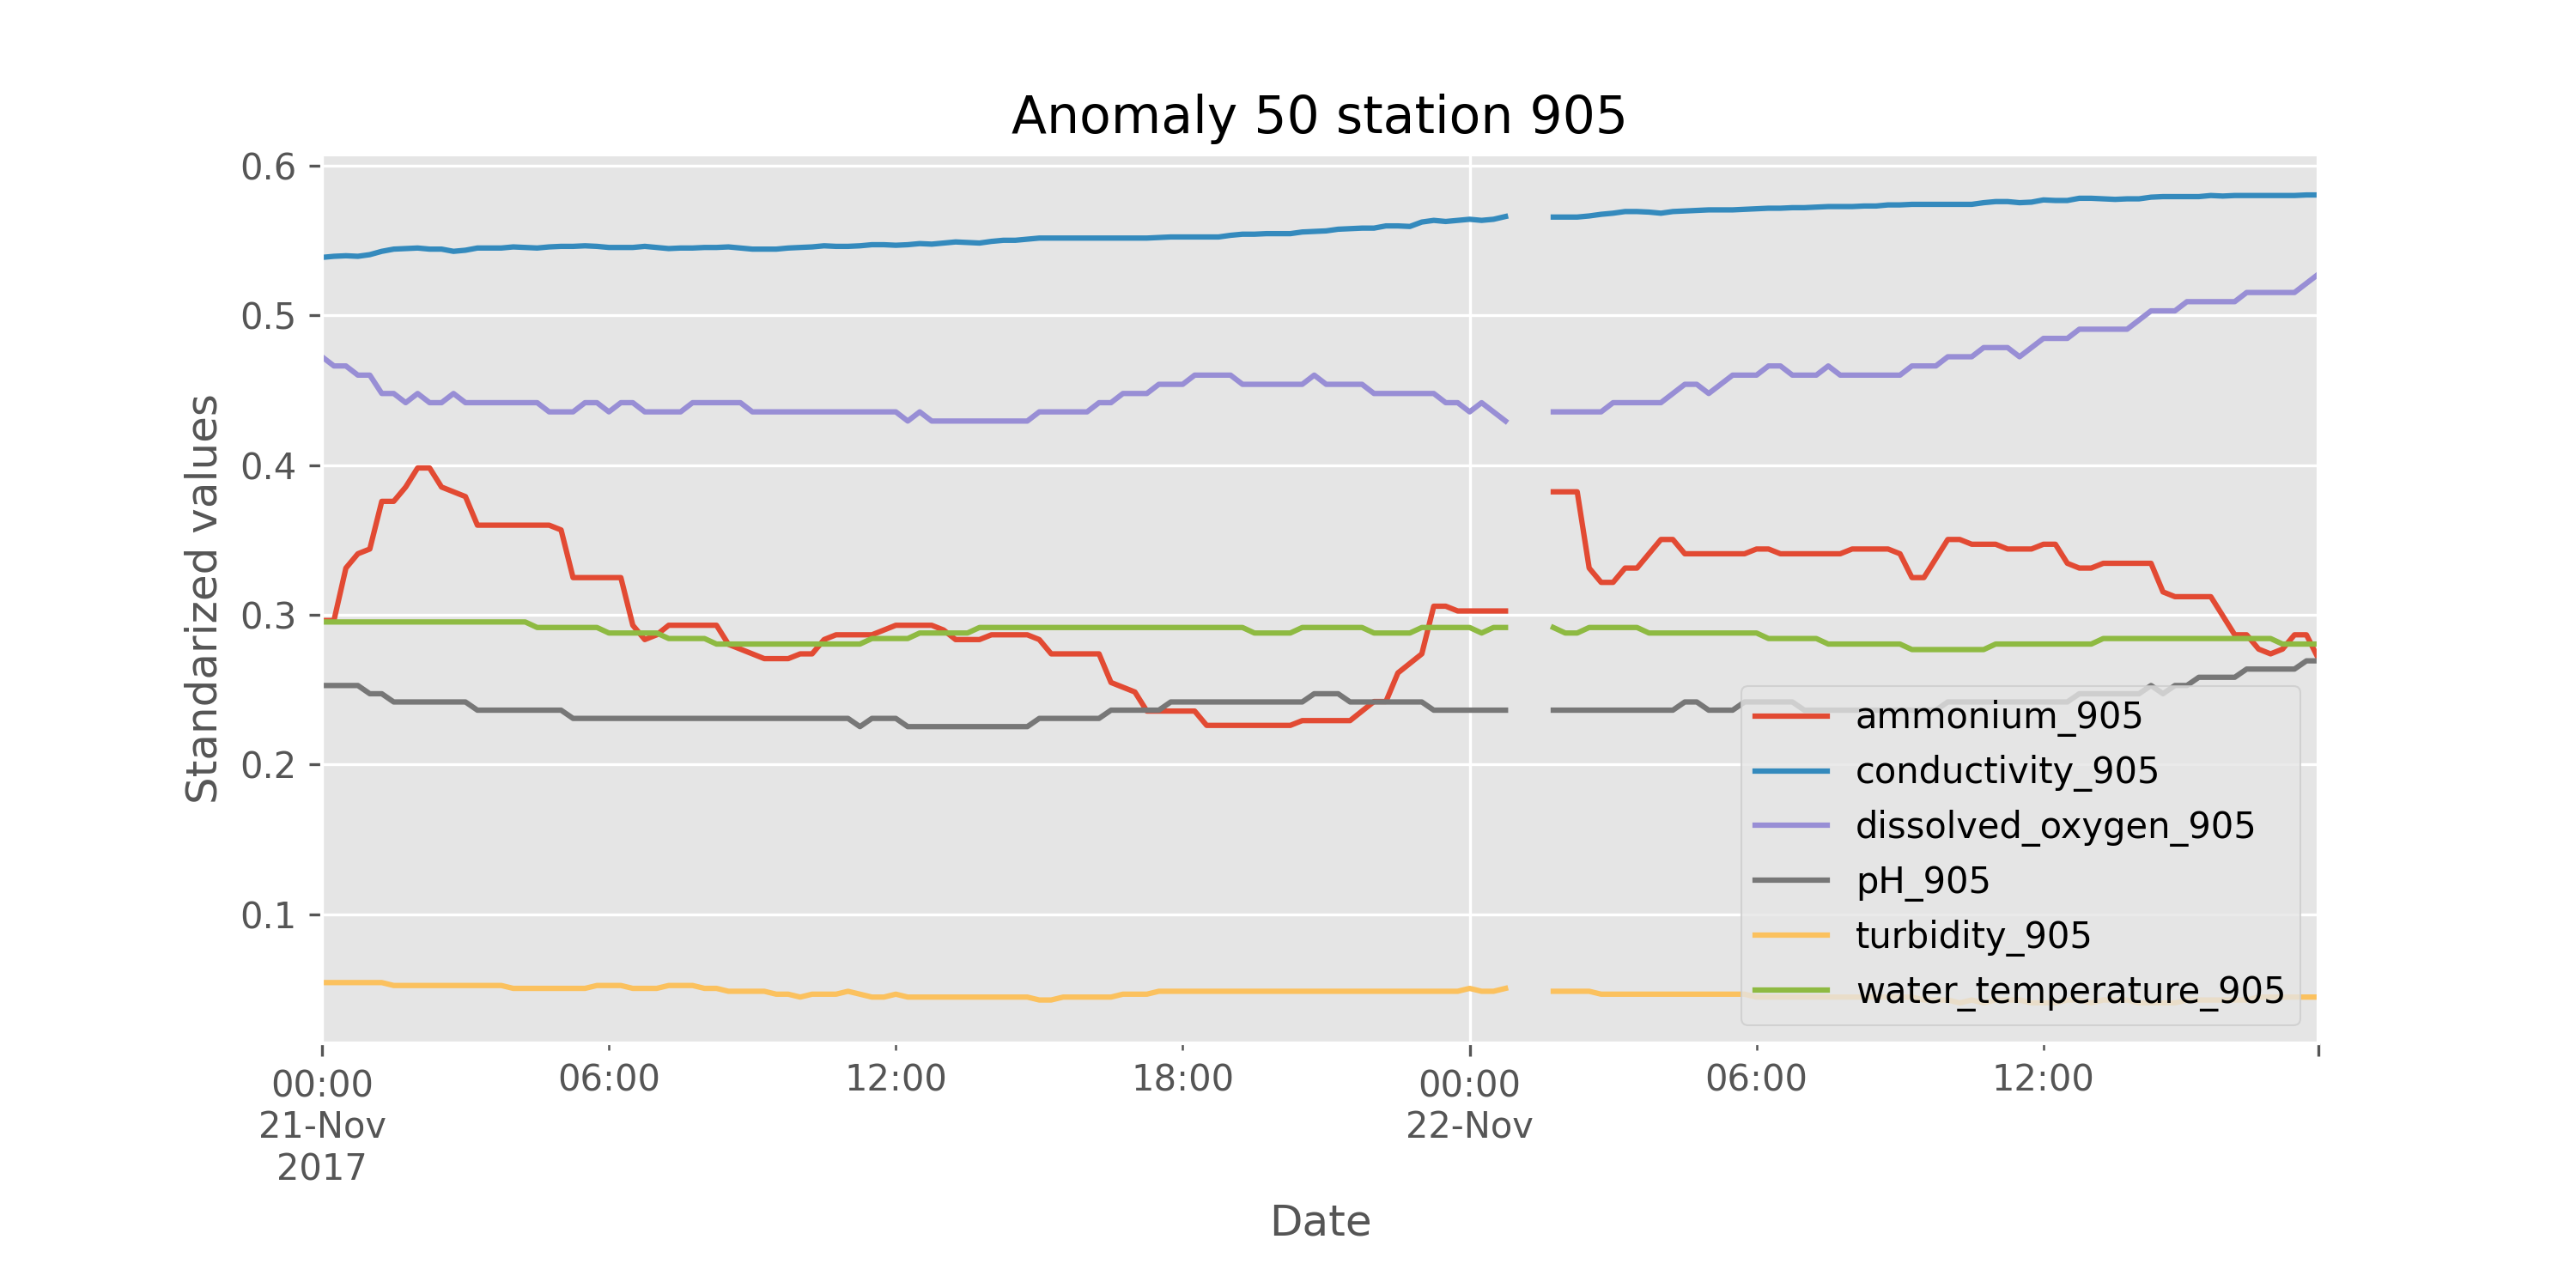 Anomaly 50 station 905
0.6
0.5
0.4
0.3
0.2
0.1
Standarized values
ammonium_905
conductivity_905
dissolved_oxygen_905
pH_905
turbidity_905
water_temperature_905
00:00 06:00 12:00 18:00 00:00 06:00 12:00
21-Nov 22-Nov
2017
Date